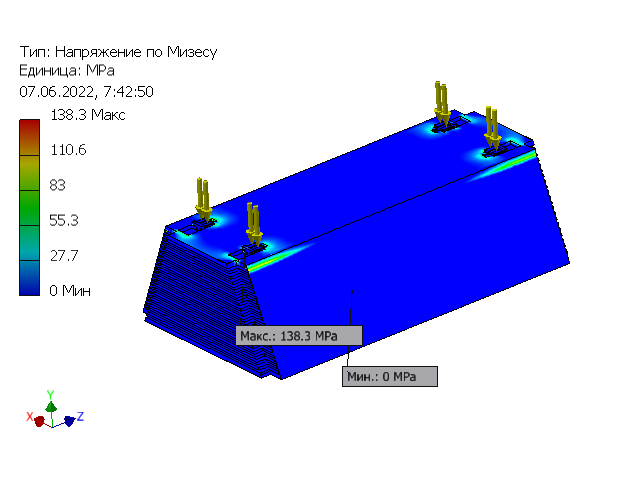 Тип: Напряжение по Мизесу
Единица: MPa
07.06.2022, 7:42:50
138.3 Макс
110.6
83
55.3
27.7
0 Мин
Макс.: 138.3 MPa
Мин.: 0 MPa
Y
X
Z